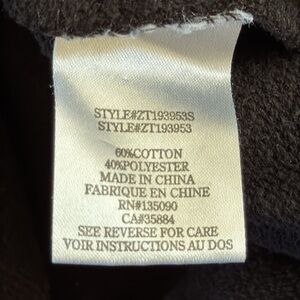 STYLE#ZT193953S
STYLE#ZT193953
60%COTTON
40%POLYESTER
MADE IN CHINA
FABRIQUE EN CHINE
RN#135090
CA#35884
SEE REVERSE FOR CARE
VOIR INSTRUCTIONS AU DOS